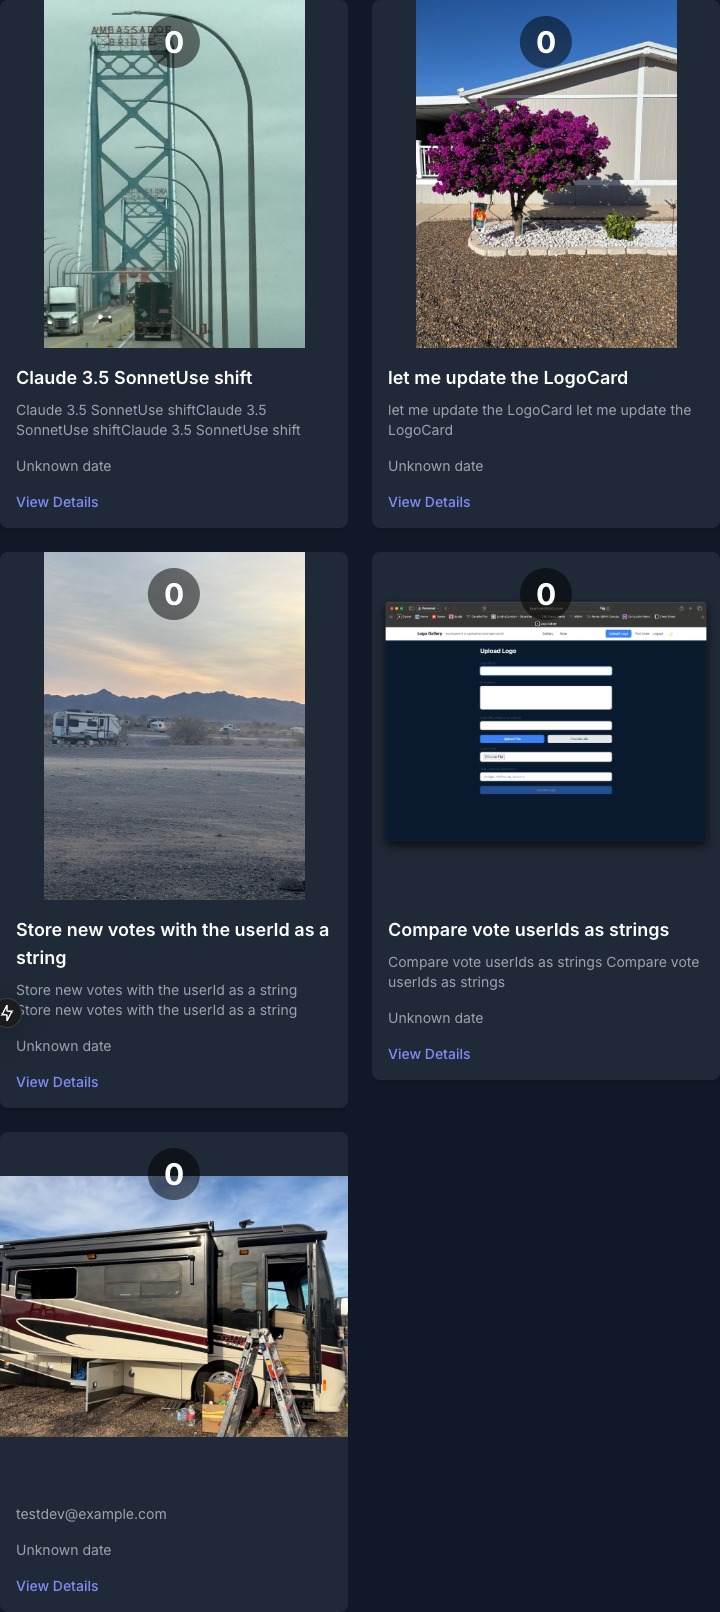 AMBASSADOR
BRIDGE
0
Claude 3.5 SonnetUse shift
Claude 3.5 SonnetUse shiftClaude 3.5
SonnetUse shiftClaude 3.5 SonnetUse shift
Unknown date
View Details
0
let me update the LogoCard
let me update the LogoCard let me update the
LogoCard
Unknown date
View Details
0
Store new votes with the userId as a
string
Store new votes with the userId as a string
Store new votes with the userId as a string
Unknown date
View Details
0
Logo Gallery
Upload Logo
Upload Logo
Compare vote userIds as strings
Compare vote userIds as strings Compare vote
userIds as strings
Unknown date
View Details
0
testdev@example.com
Unknown date
View Details